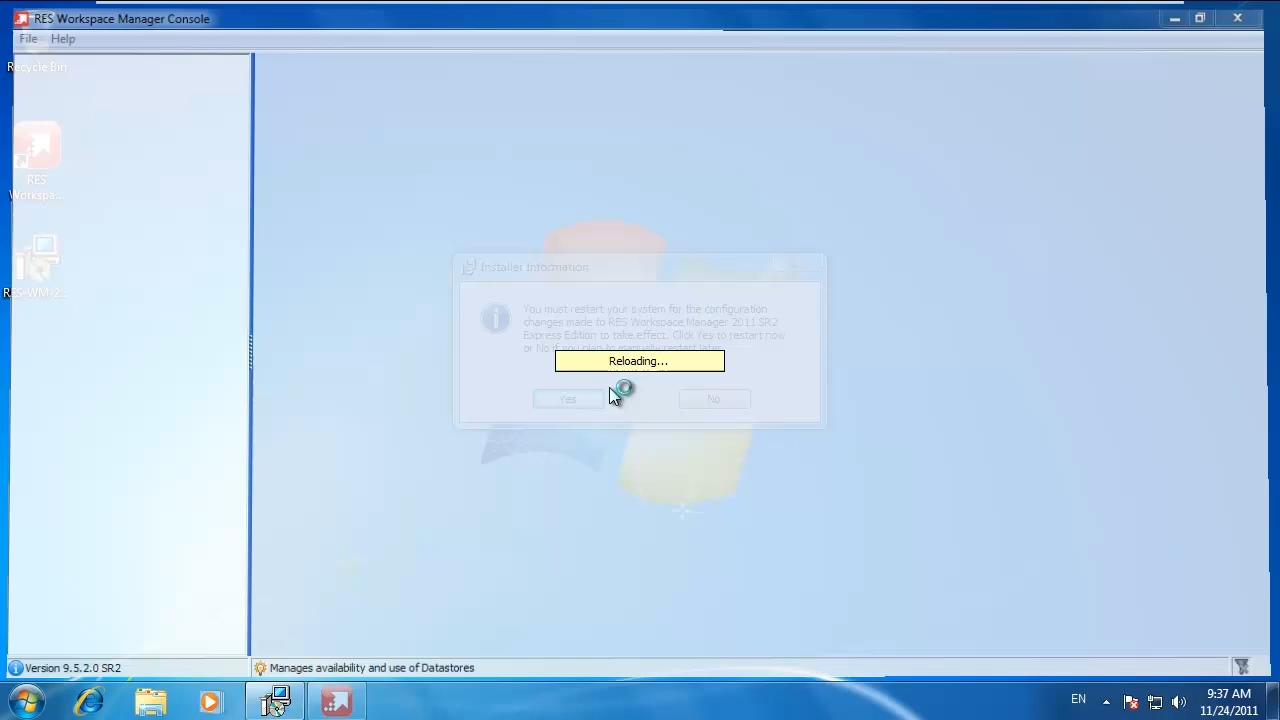 RES Workspace Manager Console
File Help
Recycle Bin
RES
Workspa...
RES-WM-2...
Installer Information
You must restart your system for the configuration
changes made to RES Workspace Manager 2011 SR2
Express Edition to take effect. Click Yes to restart now
or No if you plan to manually restart later.
Reloading...
Yes No
Version 9.5.2.0 SR2
Manages availability and use of Datastores
EN
9:37 AM
11/24/2011